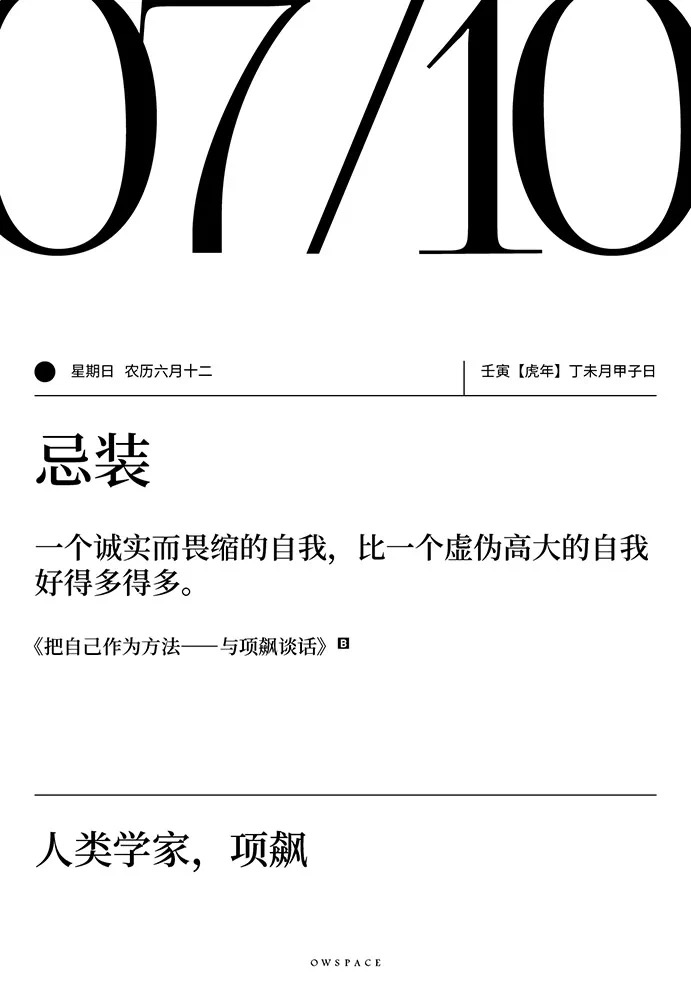 07/10
星期日 农历六月十二
壬寅【虎年】丁未月甲子日
忌装
一个诚实而畏缩的自我，比一个虚伪高大的自我
好得多得多。
《把自己作为方法——与项飙谈话》B
人类学家，项飙
OWSPACE